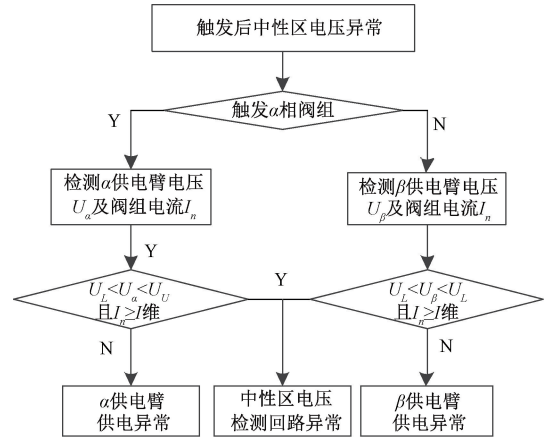 触发后中性区电压异常
触发α相阀组
Y
N
检测α供电臂电压
Uα及阀组电流In
检测β供电臂电压
Uβ及阀组电流In
Y
Y
UL<Uα<UU
且In≥I维
UL<Uβ<UL
且In≥I维
N
N
α供电臂
供电异常
中性区电压
检测回路异常
β供电臂
供电异常